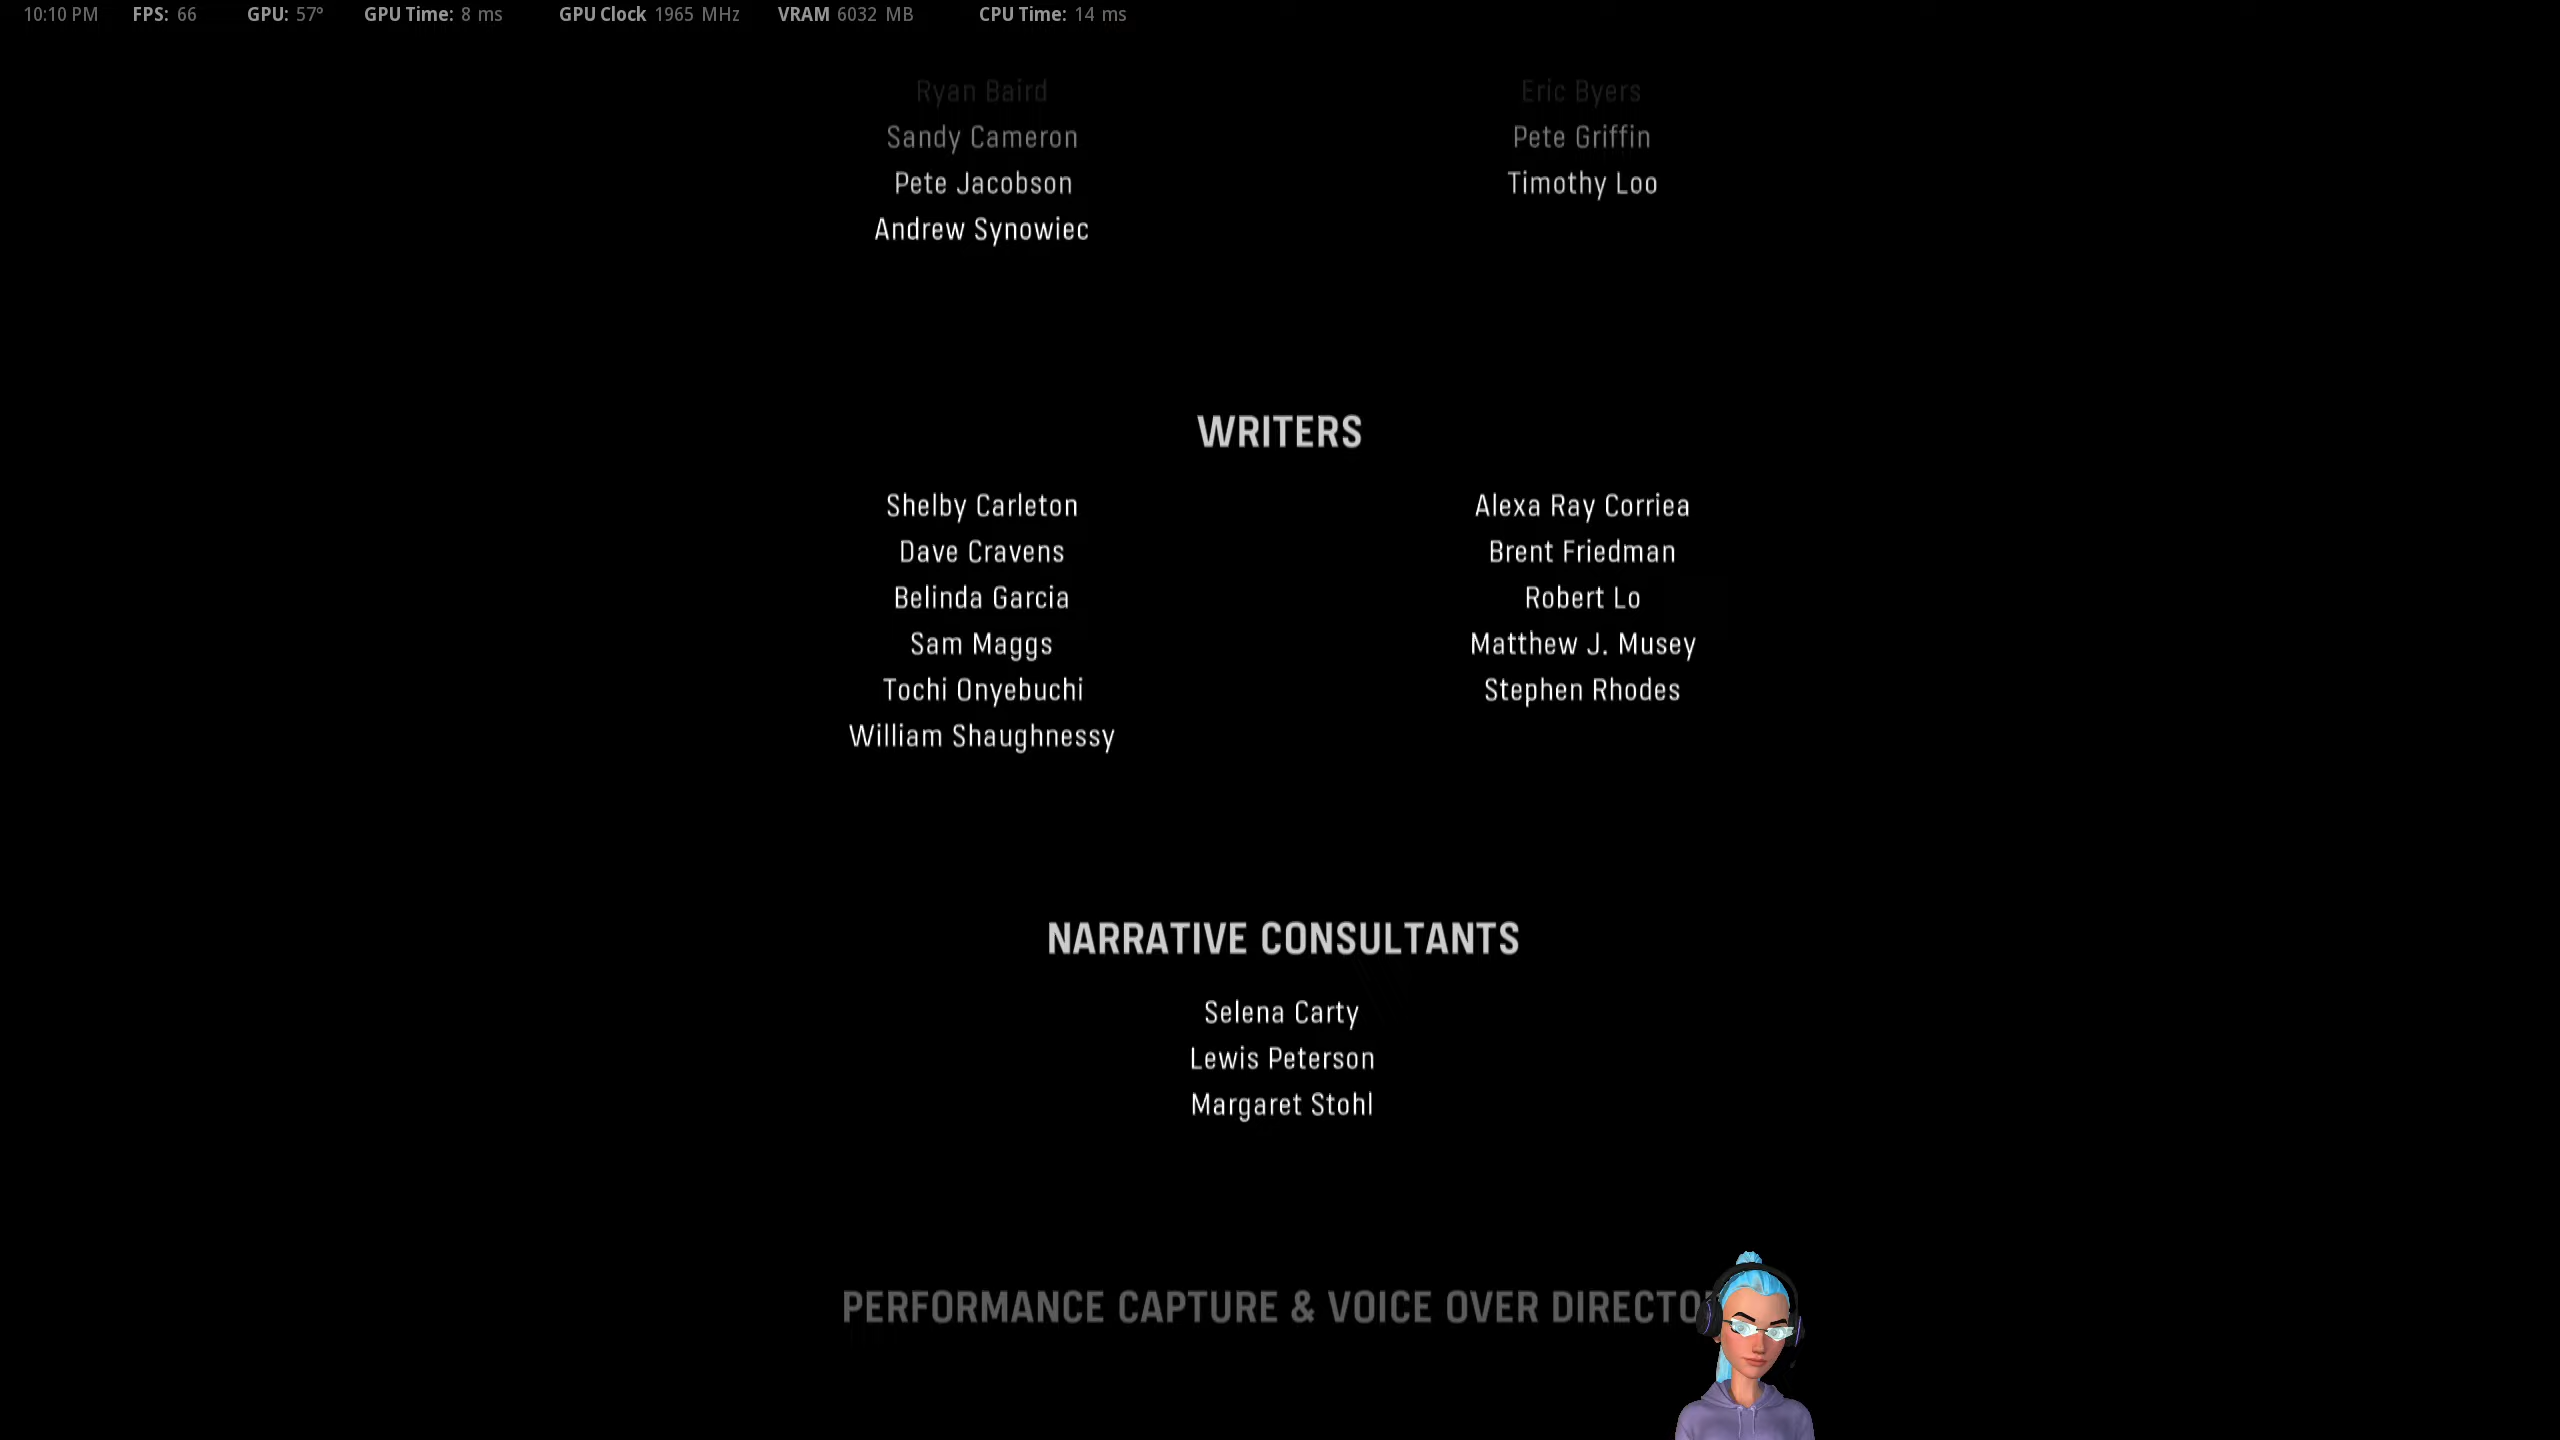 10:10 PM FPS: 66 GPU: 57° GPU Time: 8 ms GPU Clock 1965 MHz VRAM 6032 MB CPU Time: 14 ms
Ryan Baird Eric Byers
Sandy Cameron Pete Griffin
Pete Jacobson Timothy Loo
Andrew Synowiec
WRITERS
Shelby Carleton Alexa Ray Corriea
Dave Cravens Brent Friedman
Belinda Garcia Robert Lo
Sam Maggs Matthew J. Musey
Tochi Onyebuchi Stephen Rhodes
William Shaughnessy
NARRATIVE CONSULTANTS
Selena Carty
Lewis Peterson
Margaret Stohl
PERFORMANCE CAPTURE & VOICE OVER